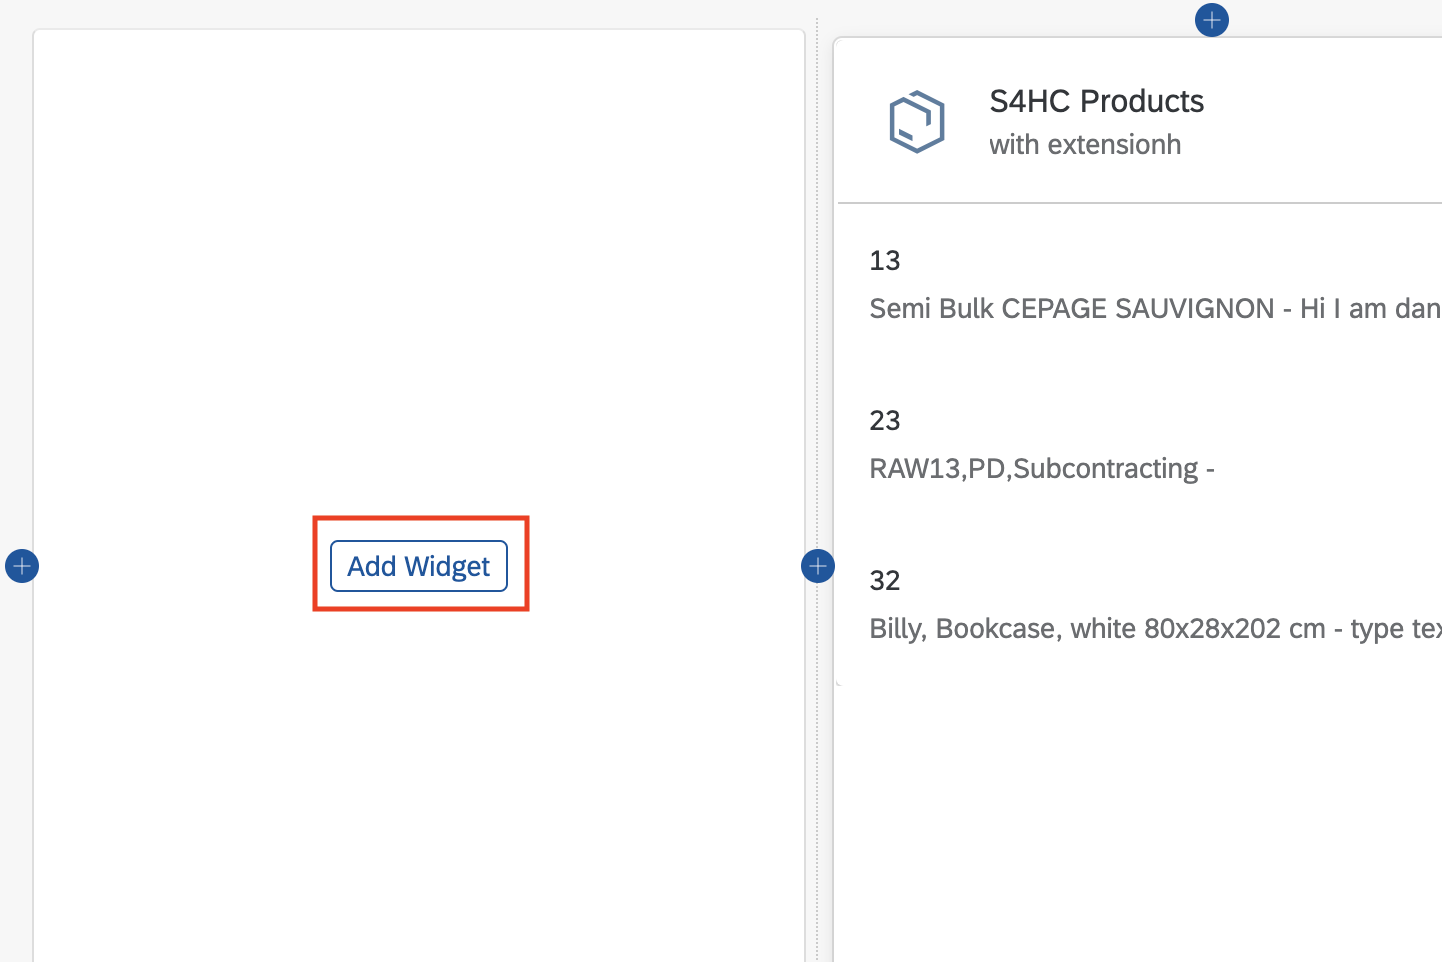 Add Widget
S4HC Products
with extensionh
13
Semi Bulk CEPAGE SAUVIGNON - Hi I am dan
23
RAW13,PD,Subcontracting -
32
Billy, Bookcase, white 80x28x202 cm - type tex